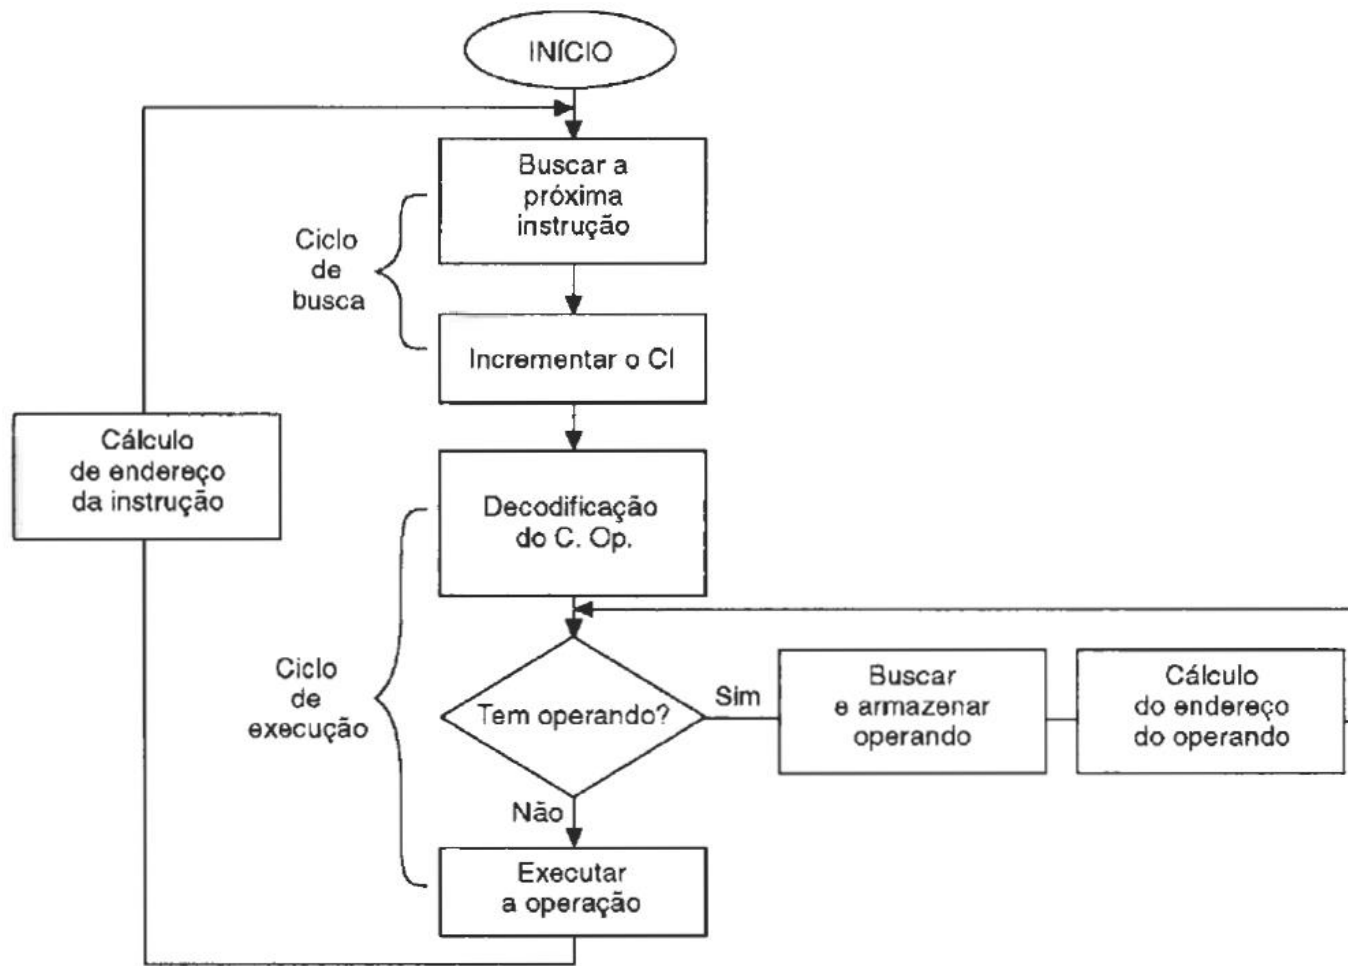 INÍCIO
Buscar a
próxima
instrução
Ciclo
de
busca
Incrementar o CI
Cálculo
de endereço
da instrução
Decodificação
do C. Op.
Ciclo
de
execução
Tem operando?
Sim
Buscar
e armazenar
operando
Cálculo
do endereço
do operando
Não
Executar
a operação